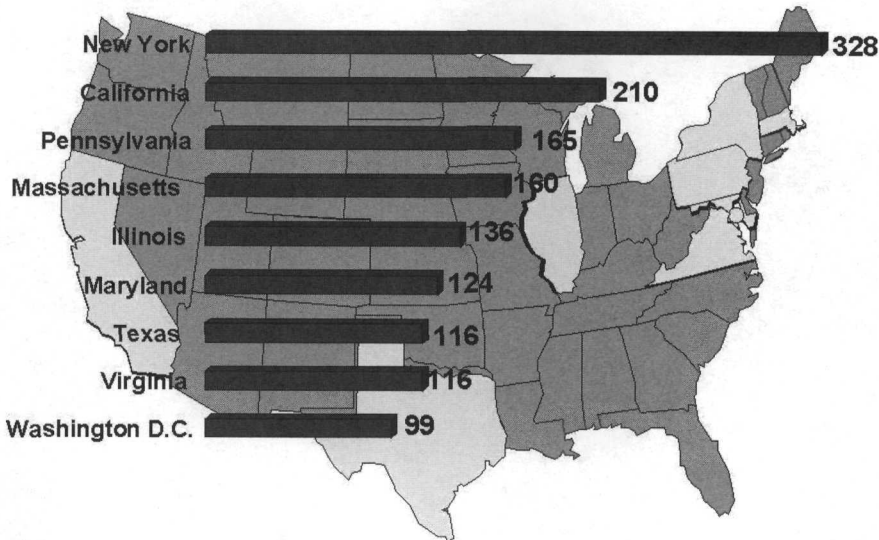 New York 328
California 210
Pennsylvania 165
Massachusetts 160
Illinois 136
Maryland 124
Texas 116
Virginia 116
Washington D.C. 99